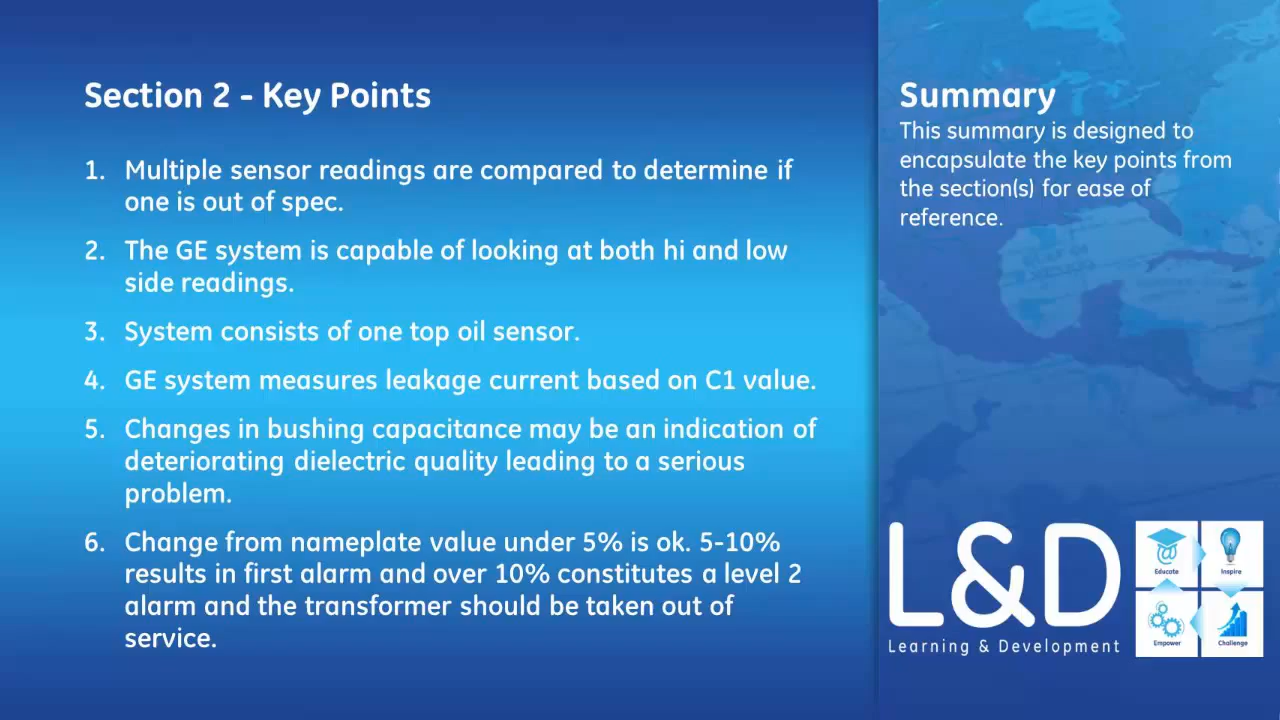 Section 2 - Key Points
1. Multiple sensor readings are compared to determine if
one is out of spec.
2. The GE system is capable of looking at both hi and low
side readings.
3. System consists of one top oil sensor.
4. GE system measures leakage current based on C1 value.
5. Changes in bushing capacitance may be an indication of
deteriorating dielectric quality leading to a serious
problem.
6. Change from nameplate value under 5% is ok. 5-10%
results in first alarm and over 10% constitutes a level 2
alarm and the transformer should be taken out of
service.
Summary
This summary is designed to
encapsulate the key points from
the section(s) for ease of
reference.
L&D
Learning & Development
@
Educate
Inspire
Empower
Challenge